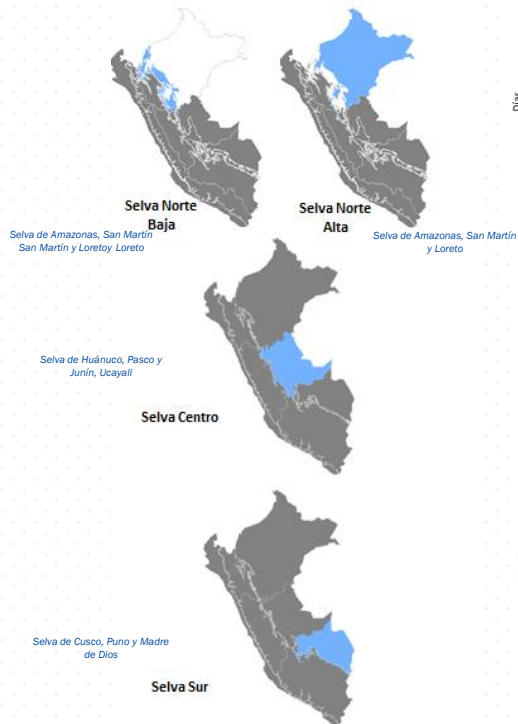 Días
Selva Norte
Baja
Selva Norte
Alta
Selva de Amazonas, San Martín
San Martín y Loretoy Loreto
Selva de Amazonas, San Martín
y Loreto
Selva de Huánuco, Pasco y
Junín, Ucayali
Selva Centro
Selva de Cusco, Puno y Madre
de Dios
Selva Sur